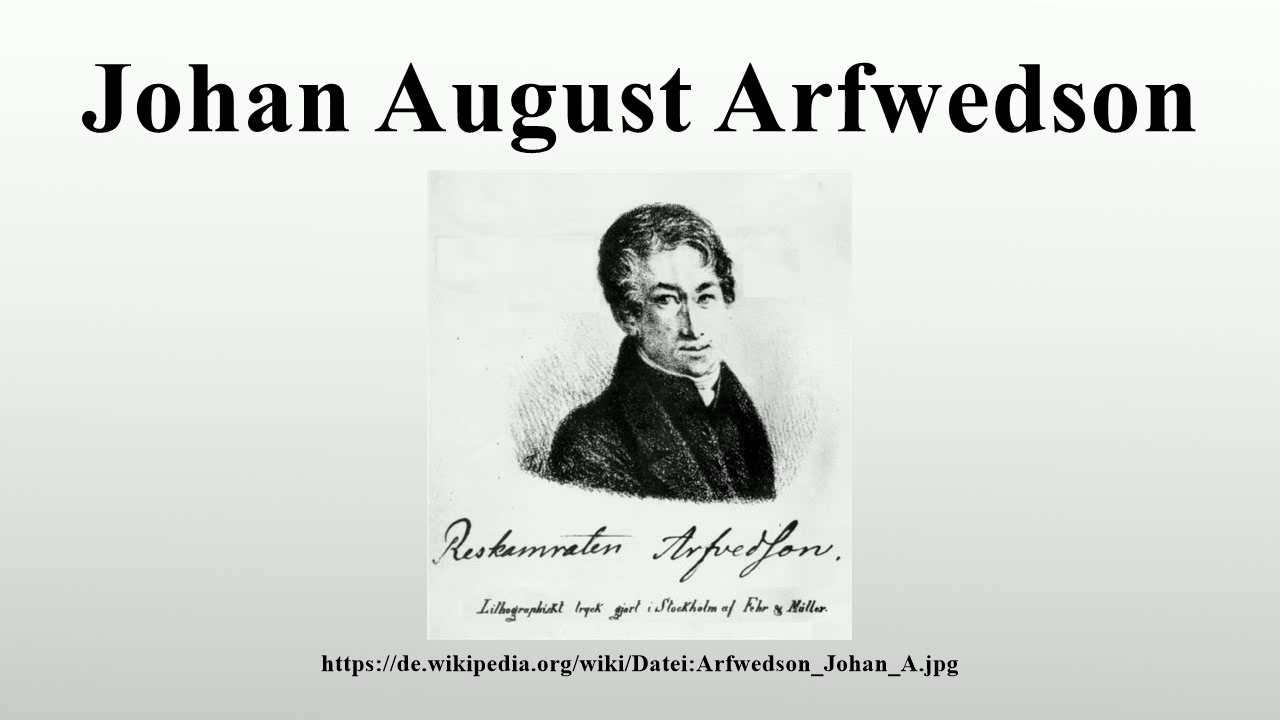 Johan August Arfwedson
Reskamraten Arfvedson.
Lithographiskt tryck gjort i Stockholm af Fehr & Müller.
https://de.wikipedia.org/wiki/Datei:Arfwedson_Johan_A.jpg